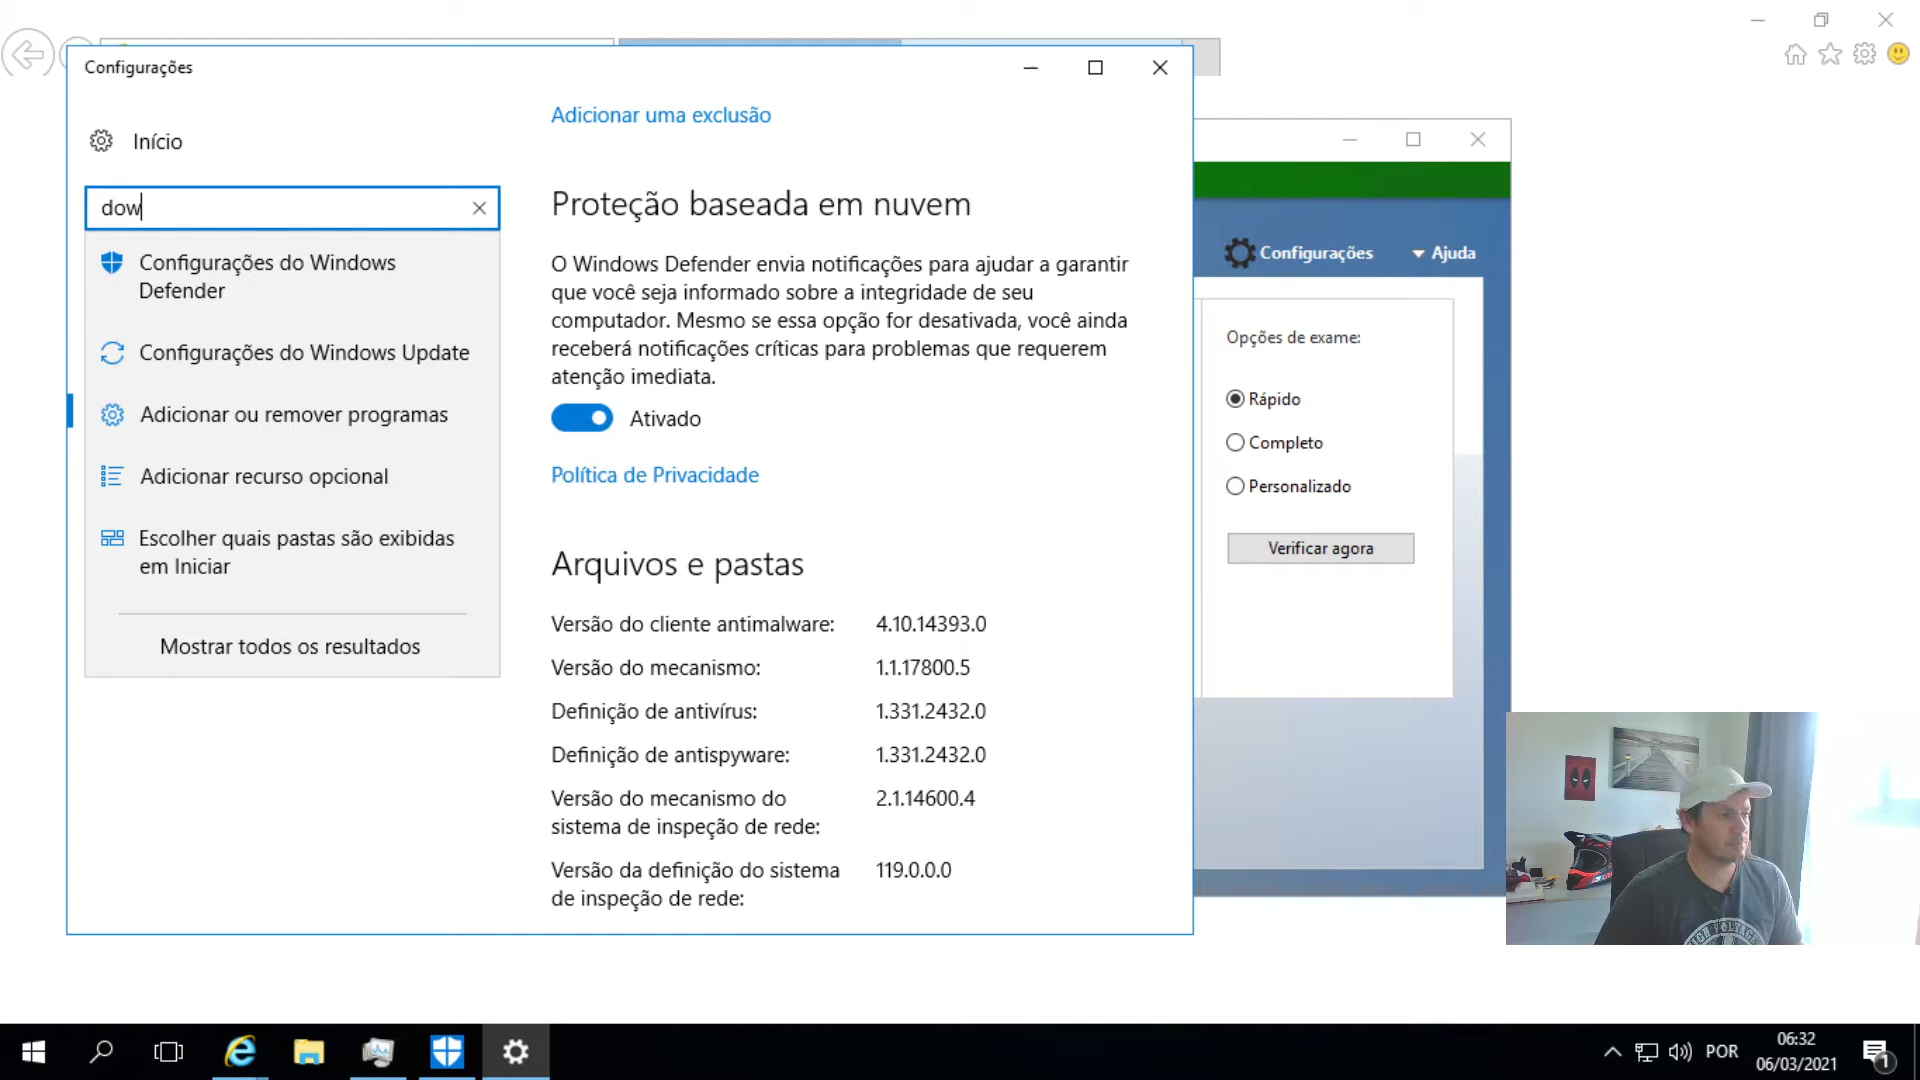 Configurações
Início
dow
Configurações do Windows
Defender
Configurações do Windows Update
Adicionar ou remover programas
Adicionar recurso opcional
Escolher quais pastas são exibidas
em Iniciar
Mostrar todos os resultados
Adicionar uma exclusão
Proteção baseada em nuvem
O Windows Defender envia notificações para ajudar a garantir
que você seja informado sobre a integridade de seu
computador. Mesmo se essa opção for desativada, você ainda
receberá notificações críticas para problemas que requerem
atenção imediata.
Ativado
Política de Privacidade
Arquivos e pastas
Versão do cliente antimalware: 4.10.14393.0
Versão do mecanismo: 1.1.17800.5
Definição de antivírus: 1.331.2432.0
Definição de antispyware: 1.331.2432.0
Versão do mecanismo do 2.1.14600.4
sistema de inspeção de rede:
Versão da definição do sistema 119.0.0.0
de inspeção de rede:
Configurações Ajuda
Opções de exame:
Rápido
Completo
Personalizado
Verificar agora
HIGH VOLTAGE
POR
06:32
06/03/2021
1